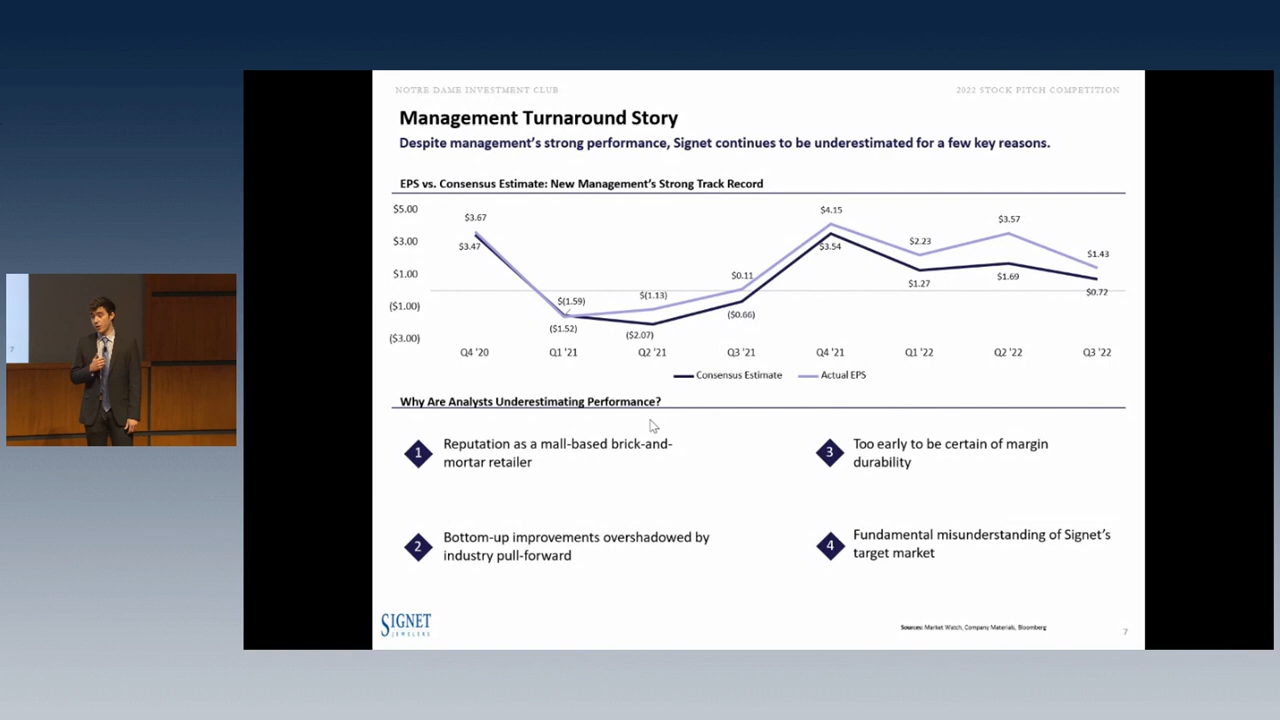 NOTRE DAME INVESTMENT CLUB
2022 STOCK PITCH COMPETITION
Management Turnaround Story
Despite management's strong performance, Signet continues to be underestimated for a few key reasons.
EPS vs. Consensus Estimate: New Management's Strong Track Record
$5.00
$3.00
$1.00
($1.00)
($3.00)
$3.67
$3.47
$(1.59)
($1.52)
$(1.13)
($2.07)
$0.11
($0.66)
$4.15
$3.54
$2.23
$1.27
$3.57
$1.69
$1.43
$0.72
Q4 '20
Q1 '21
Q2 '21
Q3 '21
Q4 '21
Q1 '22
Q2 '22
Q3 '22
Consensus Estimate
Actual EPS
Why Are Analysts Underestimating Performance?
1
Reputation as a mall-based brick-and-
mortar retailer
2
Bottom-up improvements overshadowed by
industry pull-forward
3
Too early to be certain of margin
durability
4
Fundamental misunderstanding of Signet's
target market
SIGNET
JEWELERS
Sources: Market Watch, Company Materials, Bloomberg
7
7